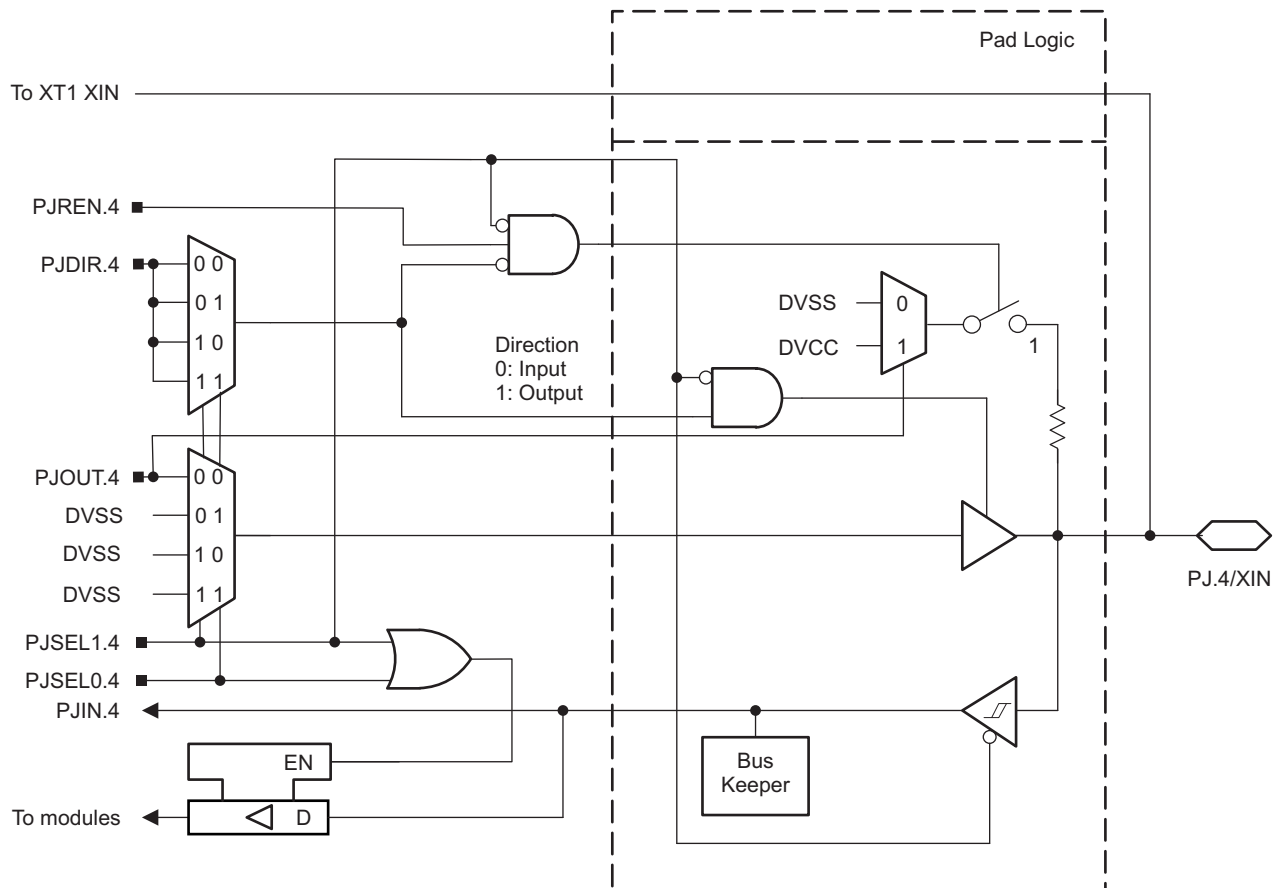 Pad Logic
To XT1 XIN
PJREN.4
PJDIR.4
0 0
0 1
1 0
1 1
Direction
0: Input
1: Output
DVSS
0
DVCC
1
1
PJOUT.4
0 0
DVSS
0 1
DVSS
1 0
DVSS
1 1
PJ.4/XIN
PJSEL1.4
PJSEL0.4
PJIN.4
EN
Bus
Keeper
To modules
D